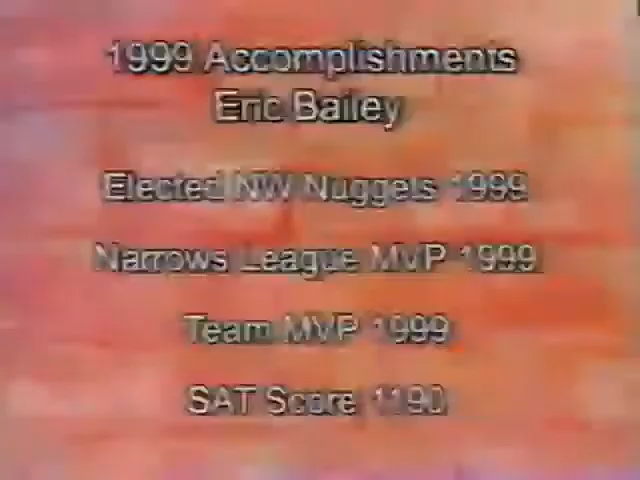 1999 Accomplishments
Eric Bailey
Elected NW Nuggets 1999
Narrows League MVP 1999
Team MVP 1999
SAT Score 1190